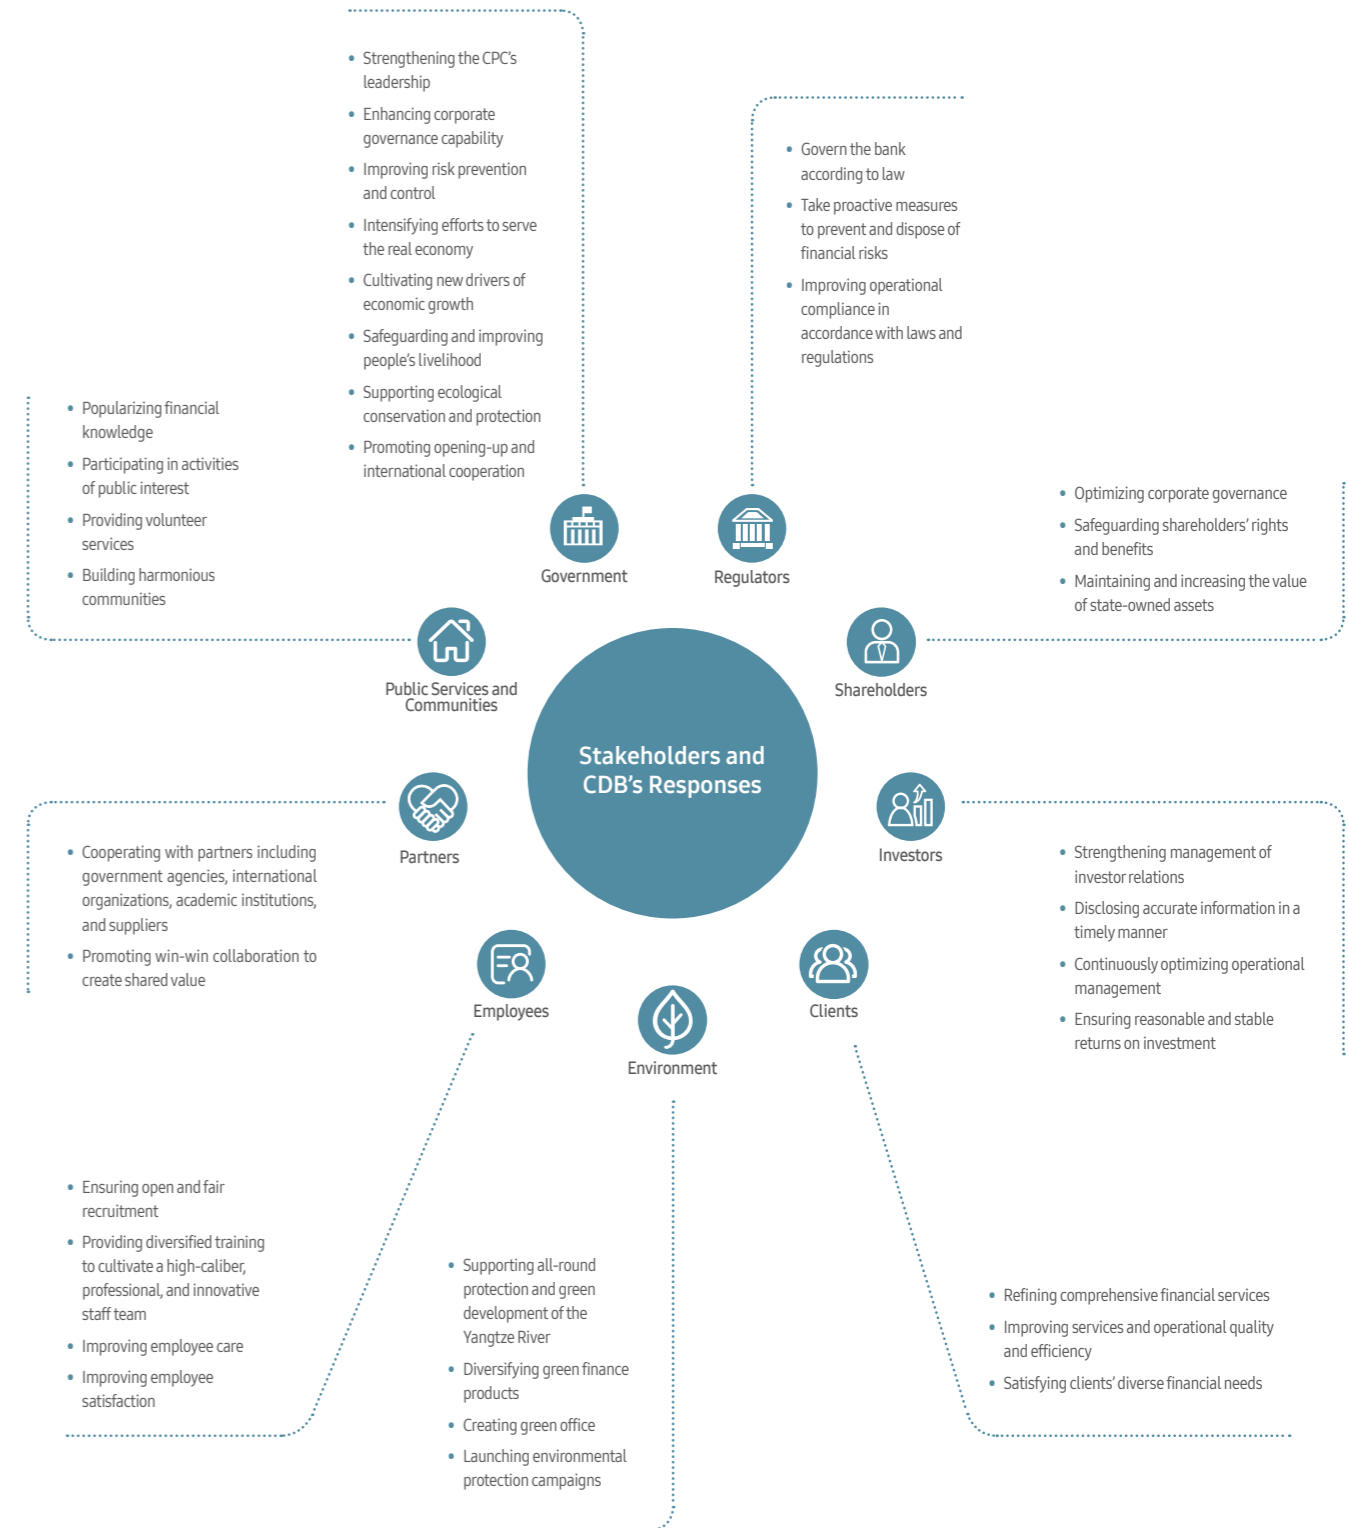 • Strengthening the CPC's
leadership
• Enhancing corporate
governance capability
• Improving risk prevention
and control
• Intensifying efforts to serve
the real economy
• Cultivating new drivers of
economic growth
• Safeguarding and improving
people's livelihood
• Supporting ecological
conservation and protection
• Promoting opening-up and
international cooperation
Government
• Govern the bank
according to law
• Take proactive measures
to prevent and dispose of
financial risks
• Improving operational
compliance in
accordance with laws and
regulations
Regulators
• Popularizing financial
knowledge
• Participating in activities
of public interest
• Providing volunteer
services
• Building harmonious
communities
Public Services and
Communities
• Optimizing corporate governance
• Safeguarding shareholders' rights
and benefits
• Maintaining and increasing the value
of state-owned assets
Shareholders
Stakeholders and
CDB's Responses
Partners
• Cooperating with partners including
government agencies, international
organizations, academic institutions,
and suppliers
• Promoting win-win collaboration to
create shared value
Investors
• Strengthening management of
investor relations
• Disclosing accurate information in a
timely manner
• Continuously optimizing operational
management
• Ensuring reasonable and stable
returns on investment
Employees
• Ensuring open and fair
recruitment
• Providing diversified training
to cultivate a high-caliber,
professional, and innovative
staff team
• Improving employee care
• Improving employee
satisfaction
Environment
• Supporting all-round
protection and green
development of the
Yangtze River
• Diversifying green finance
products
• Creating green office
• Launching environmental
protection campaigns
Clients
• Refining comprehensive financial services
• Improving services and operational quality
and efficiency
• Satisfying clients' diverse financial needs